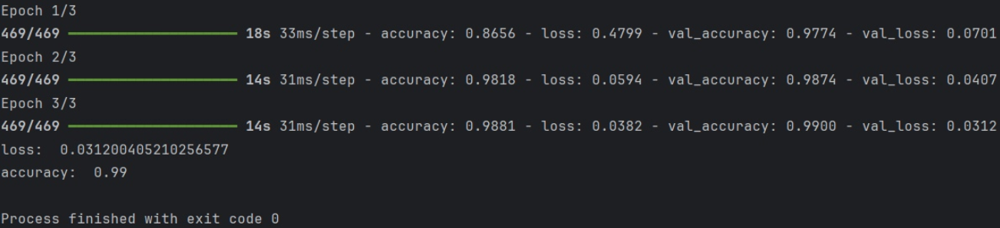 Epoch 1/3
469/469 ━━━━━━━━━━━━━━━━━━━━ 18s 33ms/step - accuracy: 0.8656 - loss: 0.4799 - val_accuracy: 0.9774 - val_loss: 0.0701
Epoch 2/3
469/469 ━━━━━━━━━━━━━━━━━━━━ 14s 31ms/step - accuracy: 0.9818 - loss: 0.0594 - val_accuracy: 0.9874 - val_loss: 0.0407
Epoch 3/3
469/469 ━━━━━━━━━━━━━━━━━━━━ 14s 31ms/step - accuracy: 0.9881 - loss: 0.0382 - val_accuracy: 0.9900 - val_loss: 0.0312
loss:  0.031200405210256577
accuracy:  0.99
Process finished with exit code 0